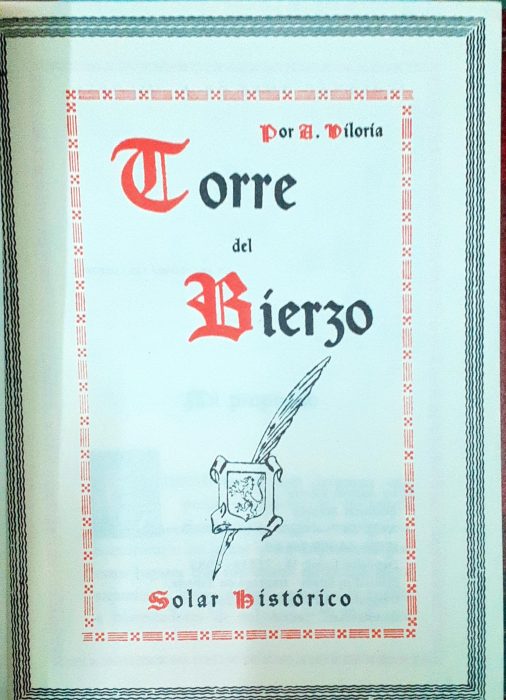 Por A. Viloria
Torre
del
Bierzo
Solar Histórico